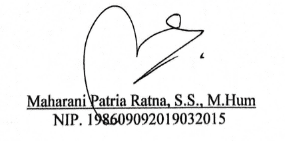 Maharani Patria Ratna, S.S., M.Hum
NIP. 198609092019032015